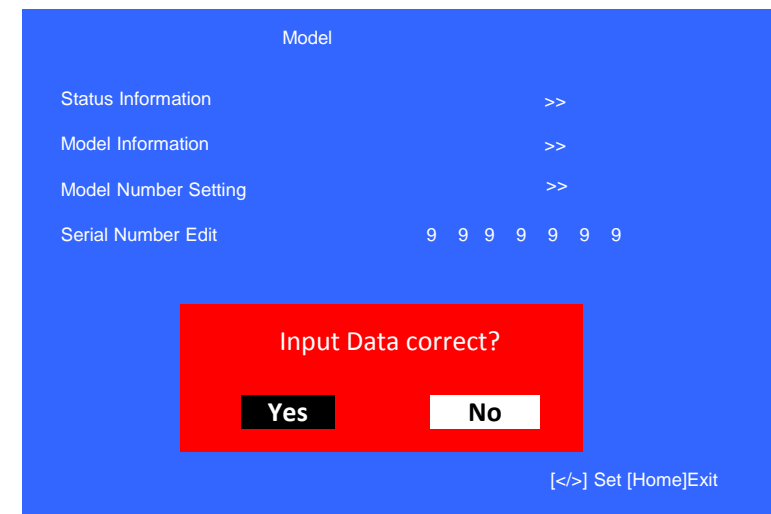 Model
Status Information >>
Model Information >>
Model Number Setting >>
Serial Number Edit 9 9 9 9 9 9 9
Input Data correct?
Yes No
[</>] Set [Home]Exit